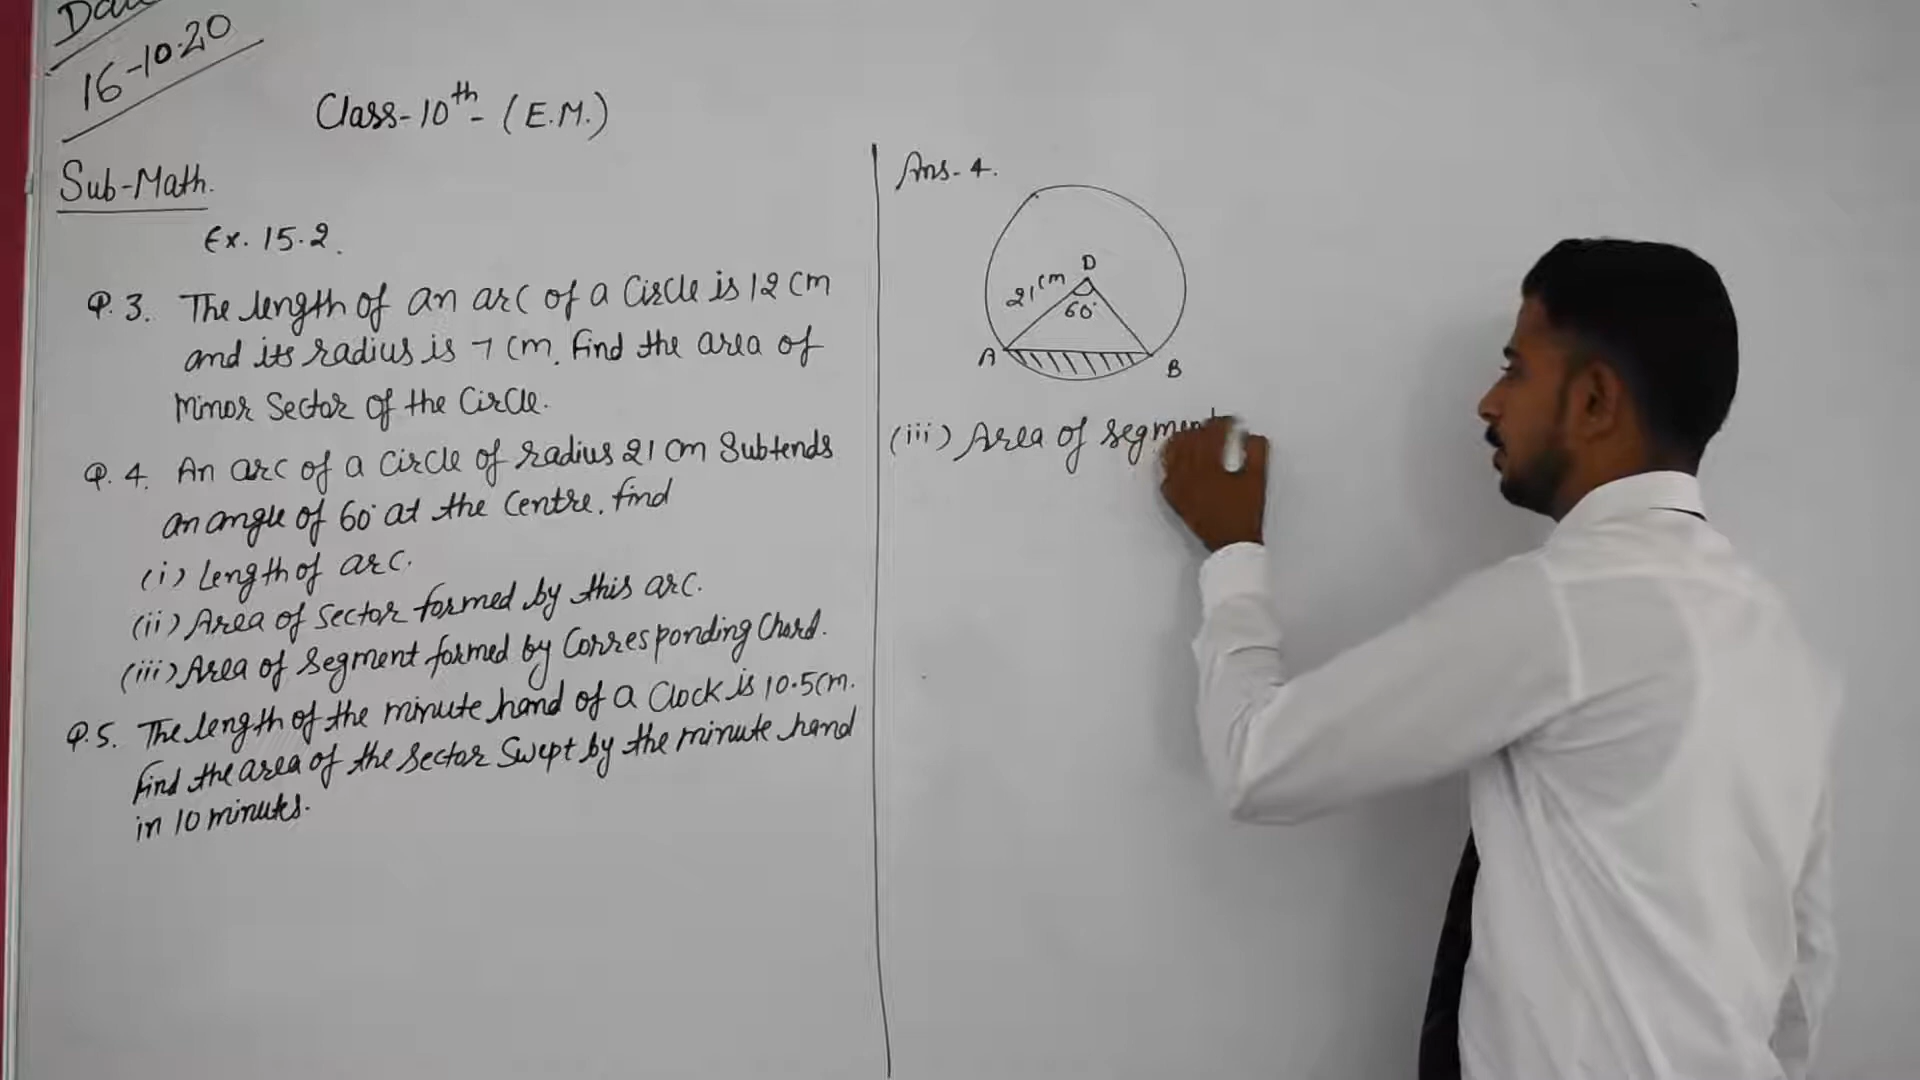 16-10.20
Class-10th- (E.M.)
Sub-Math.
Ex. 15.2.
Q. 3. The length of an arc of a Circle is 12 Cm
and its radius is 7 Cm. Find the area of
Minor Sector of the Circle.
Q. 4. An arc of a circle of radius 21 cm Subtends
an angle of 60° at the Centre, find
(i) Length of arc.
(ii) Area of Sector formed by this arc.
(iii) Area of Segment formed by Corresponding Chord.
Q. 5. The length of the minute hand of a Clock is 10.5 cm.
find the area of the sector Swept by the minute hand
in 10 minutes.
Ans- 4.
D
21 cm
60°
A
B
(iii) Area of segment